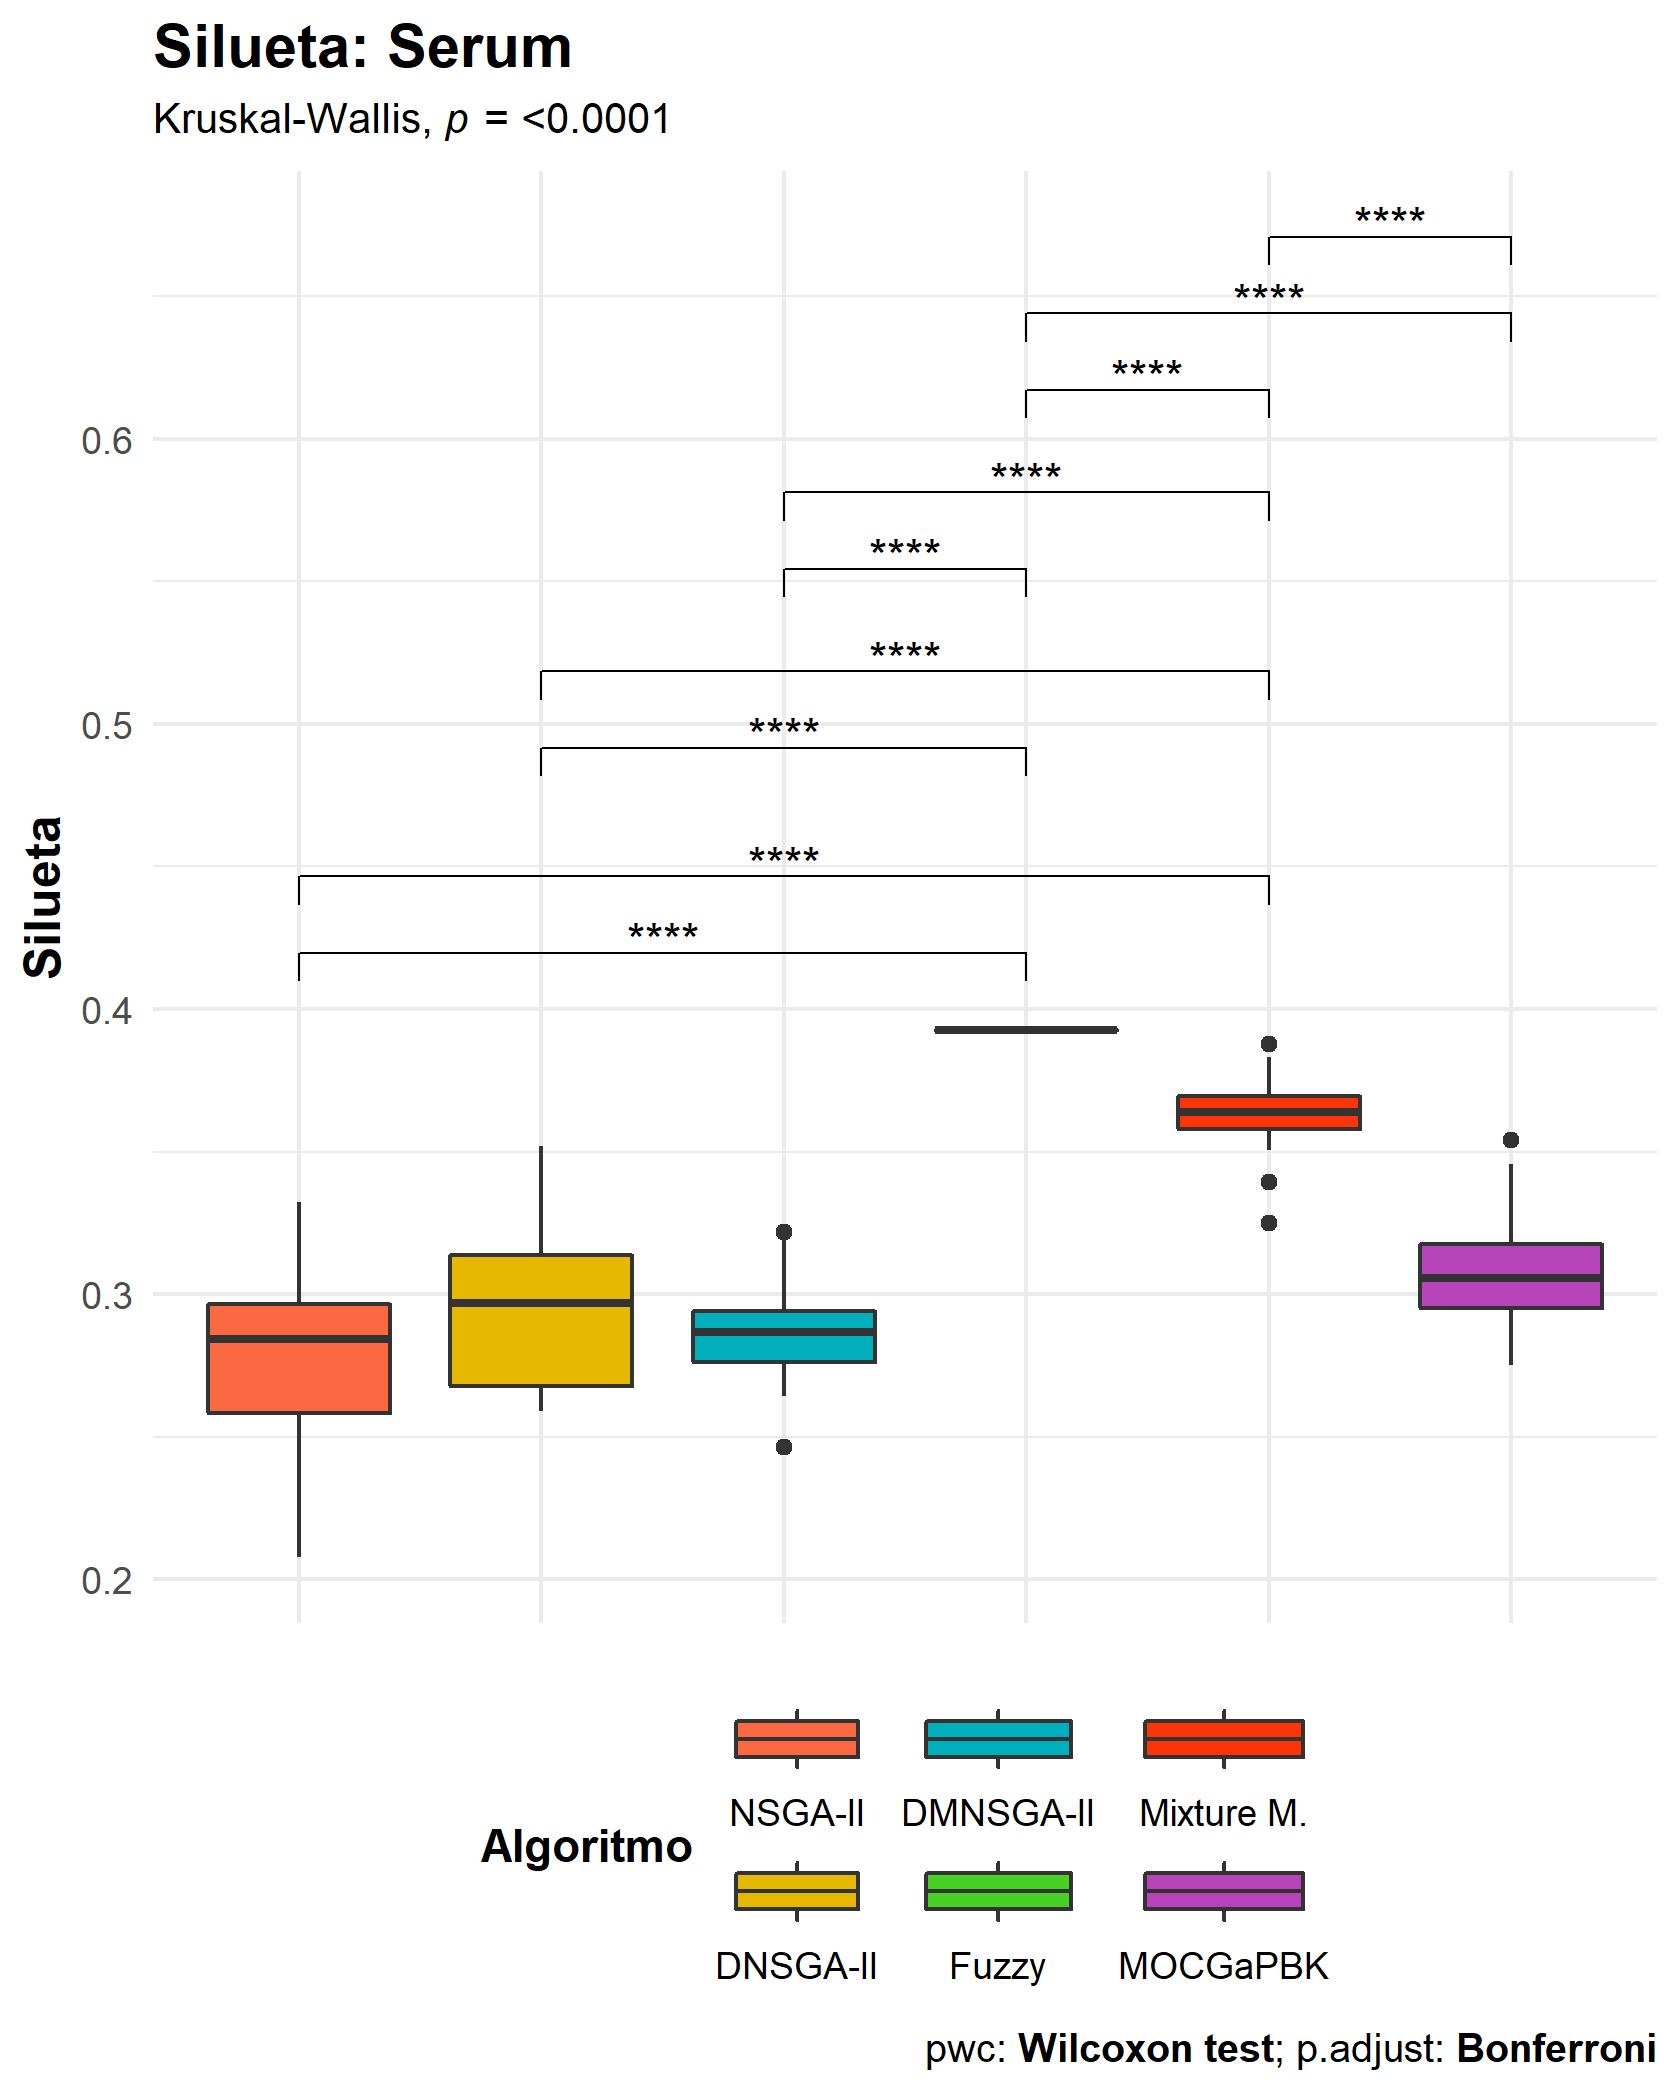 Silueta: Serum
Kruskal-Wallis, p = <0.0001
****
****
****
****
****
****
****
****
****
0.6
0.5
0.4
0.3
0.2
Silueta
Algoritmo
NSGA-II DMNSGA-II Mixture M.
DNSGA-II Fuzzy MOCGaPBK
pwc: Wilcoxon test; p.adjust: Bonferroni